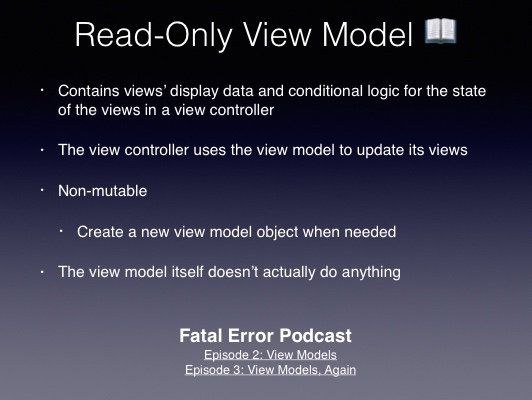 Read-Only View Model 📖
• Contains views’ display data and conditional logic for the state
of the views in a view controller
• The view controller uses the view model to update its views
• Non-mutable
• Create a new view model object when needed
• The view model itself doesn’t actually do anything
Fatal Error Podcast
Episode 2: View Models
Episode 3: View Models, Again